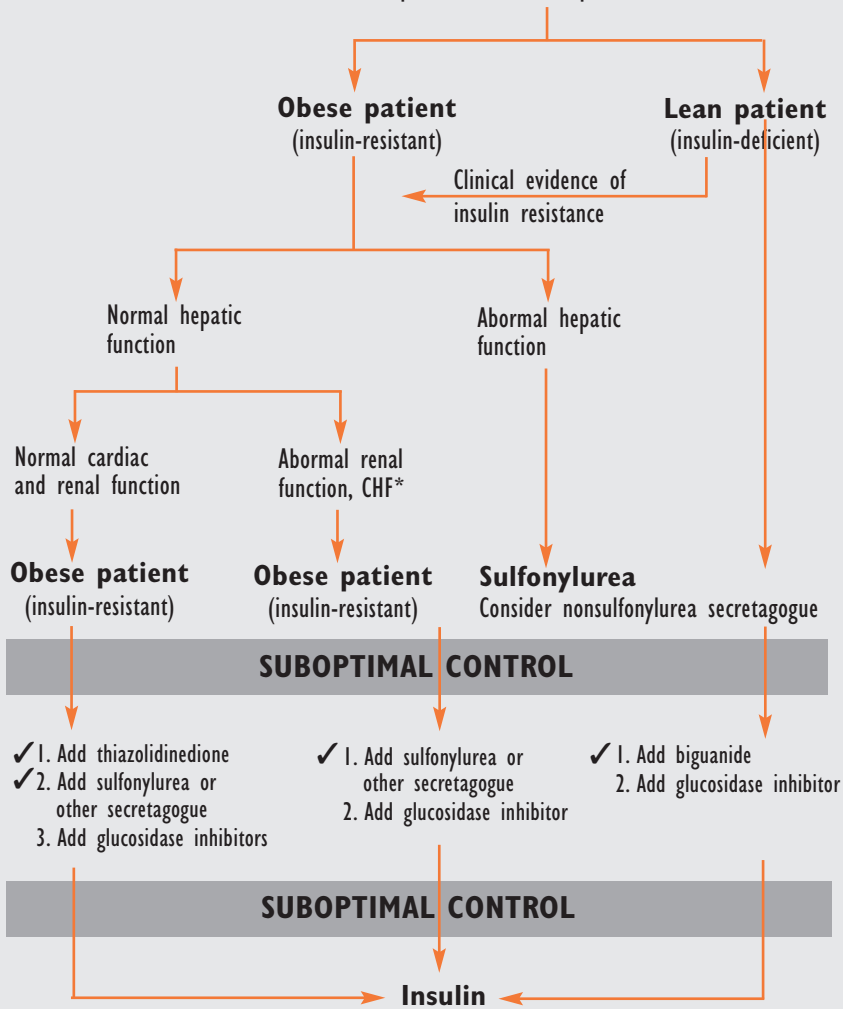 Obese patient
(insulin-resistant)
Lean patient
(insulin-deficient)
Clinical evidence of
insulin resistance
Normal hepatic
function
Abormal hepatic
function
Normal cardiac
and renal function
Abormal renal
function, CHF*
Obese patient
(insulin-resistant)
Obese patient
(insulin-resistant)
Sulfonylurea
Consider nonsulfonylurea secretagogue
SUBOPTIMAL CONTROL
✓1. Add thiazolidinedione
✓2. Add sulfonylurea or
other secretagogue
3. Add glucosidase inhibitors
✓1. Add sulfonylurea or
other secretagogue
2. Add glucosidase inhibitor
✓1. Add biguanide
2. Add glucosidase inhibitor
SUBOPTIMAL CONTROL
Insulin